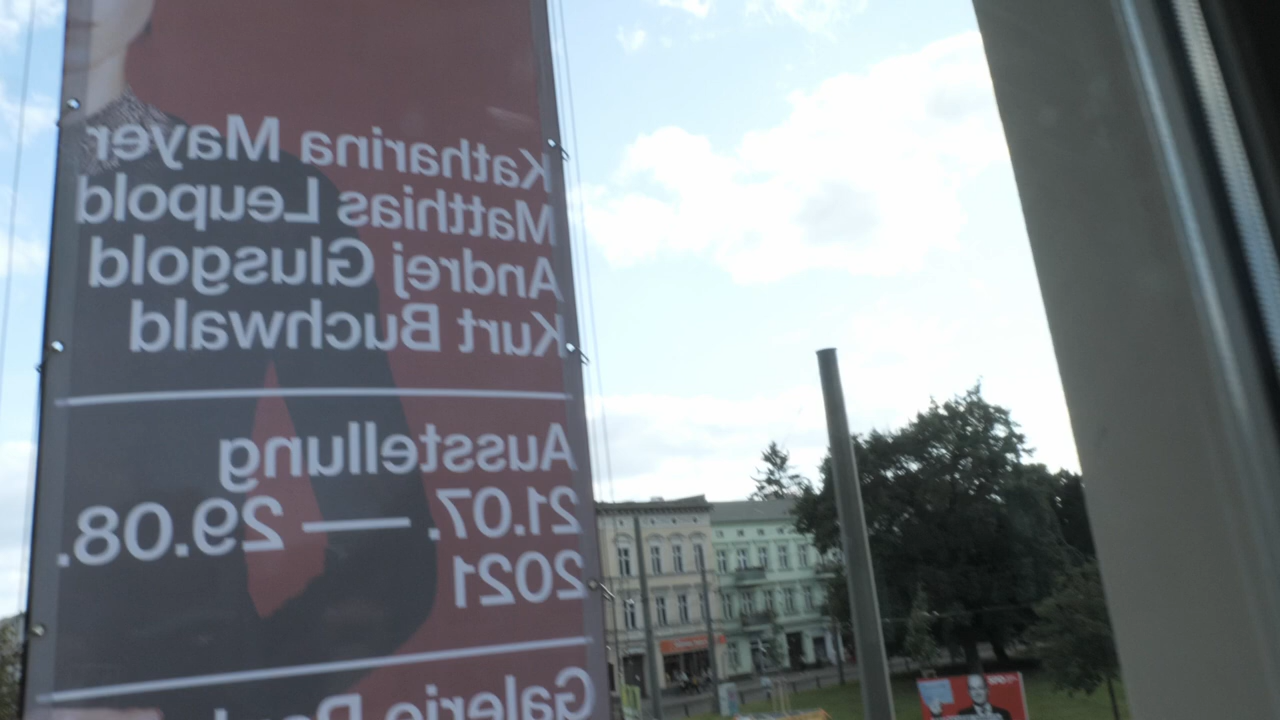 Katharina Mayer
Matthias Leupold
Andrej Glusgold
Kurt Buchwald
Ausstellung
21.07. — 29.08.
2021
Galerie